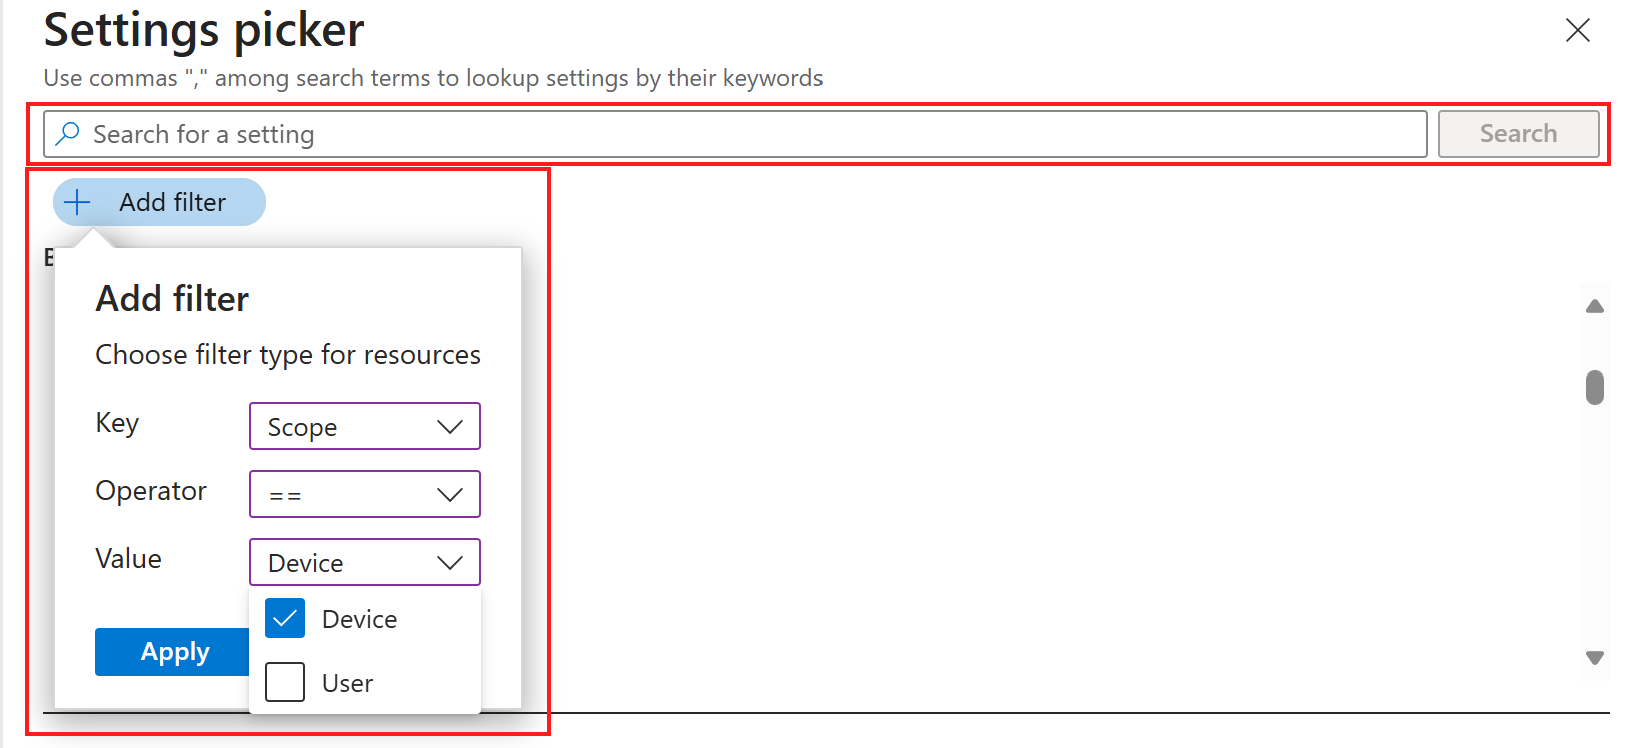 Settings picker
Use commas "," among search terms to lookup settings by their keywords
Search for a setting
Search
Add filter
Add filter
Choose filter type for resources
Key
Scope
Operator
==
Value
Device
Device
Apply
User